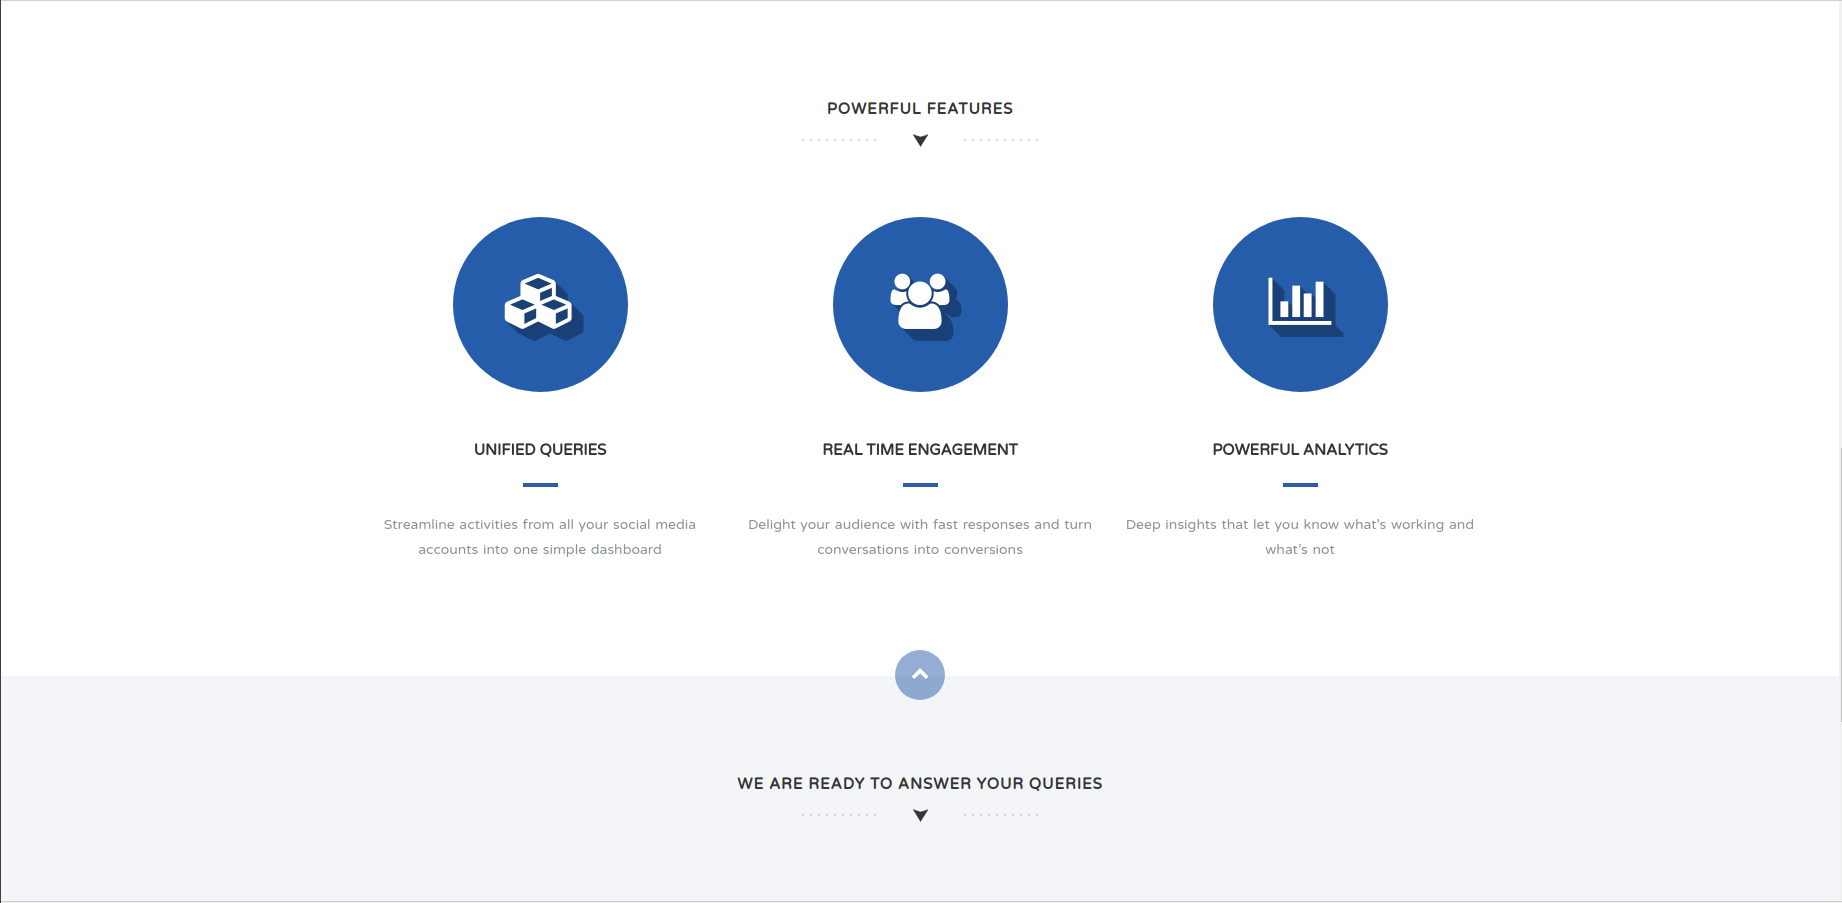 POWERFUL FEATURES
UNIFIED QUERIES
Streamline activities from all your social media
accounts into one simple dashboard
REAL TIME ENGAGEMENT
Delight your audience with fast responses and turn
conversations into conversions
POWERFUL ANALYTICS
Deep insights that let you know what's working and
what's not
WE ARE READY TO ANSWER YOUR QUERIES